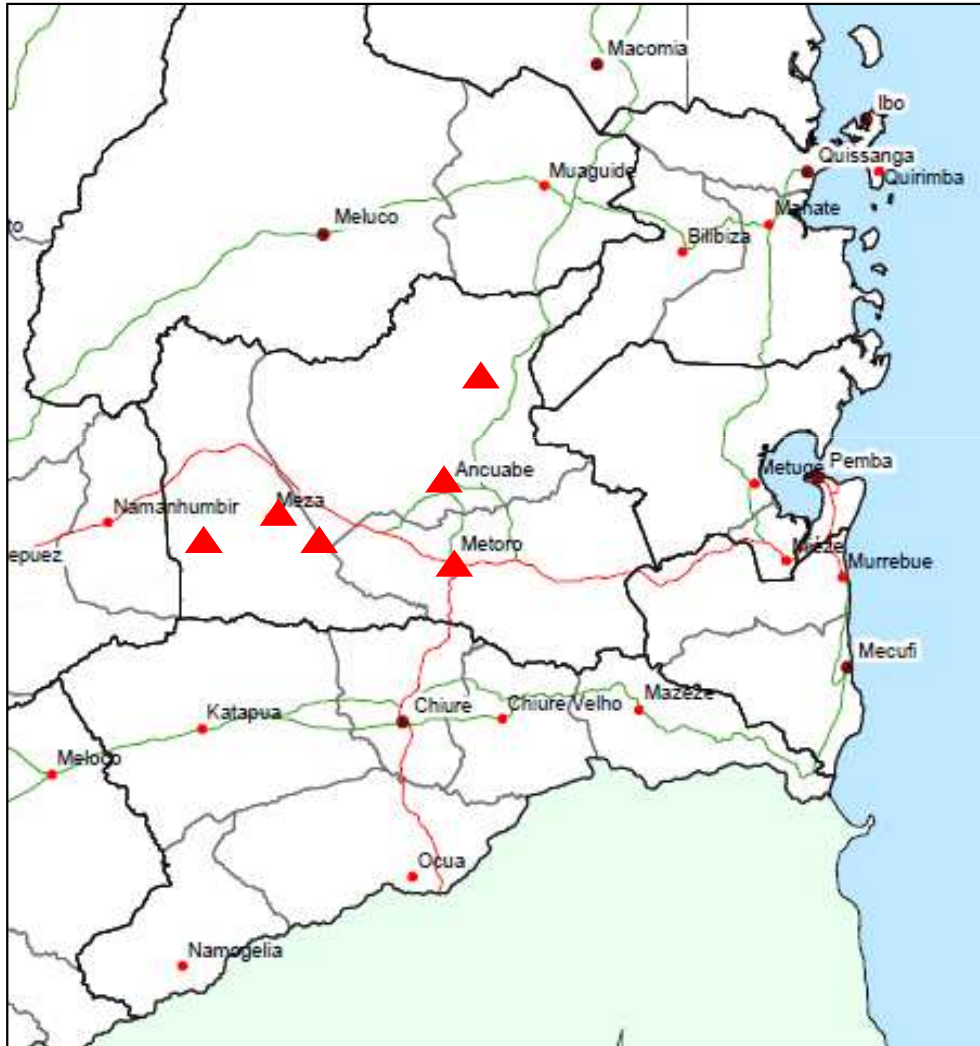 Macomia
Ibo
Quissanga
Quirimba
Muaguide
Mahate
Meluco
Bilibiza
Ancuabe
Metuge
Pemba
Meza
Namanhumbir
epuez
Metoro
Mieze
Murrebue
Mecufi
Mazeze
Chiure
Chiure Velho
Katapua
Meloco
Ocua
Namogelia